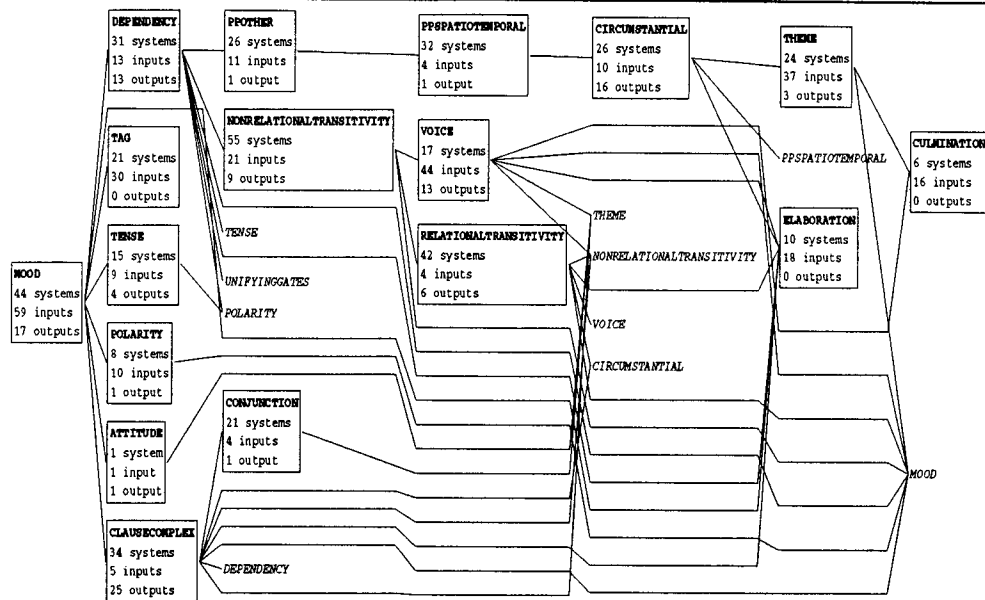 DEPENDENCY
31 systems
13 inputs
13 outputs
PPOTHER
26 systems
11 inputs
1 output
PPSPATIOTEMPORAL
32 systems
4 inputs
1 output
CIRCUMSTANTIAL
26 systems
10 inputs
16 outputs
THEME
24 systems
37 inputs
3 outputs
TAG
21 systems
30 inputs
0 outputs
NONRELATIONALTRANSITIVITY
55 systems
21 inputs
9 outputs
VOICE
17 systems
44 inputs
13 outputs
PPSPATIOTEMPORAL
CULMINATION
6 systems
16 inputs
0 outputs
TENSE
15 systems
9 inputs
4 outputs
TENSE
UNIFYINGGATES
POLARITY
RELATIONALTRANSITIVITY
42 systems
4 inputs
6 outputs
THEME
NONRELATIONALTRANSITIVITY
VOICE
CIRCUMSTANTIAL
ELABORATION
10 systems
18 inputs
0 outputs
MOOD
44 systems
59 inputs
17 outputs
POLARITY
8 systems
10 inputs
1 output
ATTITUDE
1 system
1 input
1 output
CONJUNCTION
21 systems
4 inputs
1 output
MOOD
CLAUSECOMPLEX
34 systems
5 inputs
25 outputs
DEPENDENCY